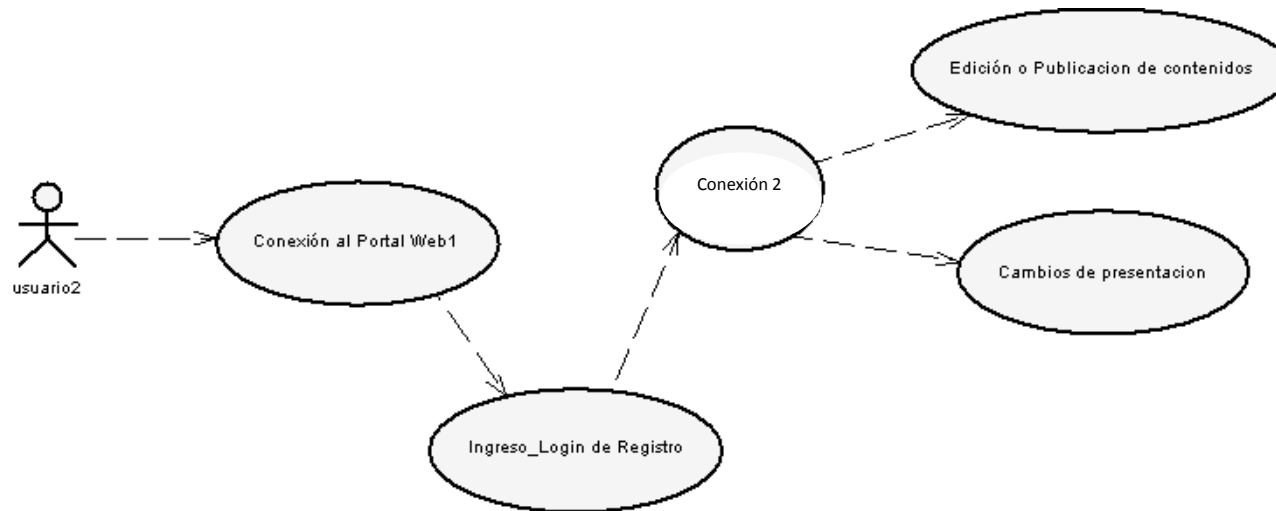 Edición o Publicacion de contenidos
Conexión 2
Conexión al Portal Web1
Cambios de presentacion
usuario2
Ingreso_Login de Registro